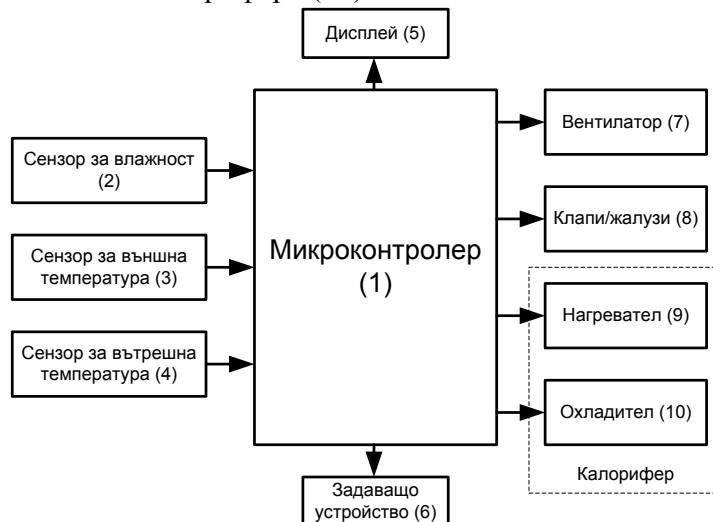 Дисплей (5)
Сензор за влажност
(2)
Сензор за външна
температура (3)
Сензор за вътрешна
температура (4)
Микроконтролер
(1)
Вентилатор (7)
Клапи/жалузи (8)
Нагревател (9)
Охладител (10)
Калорифер
Задаващо
устройство (6)